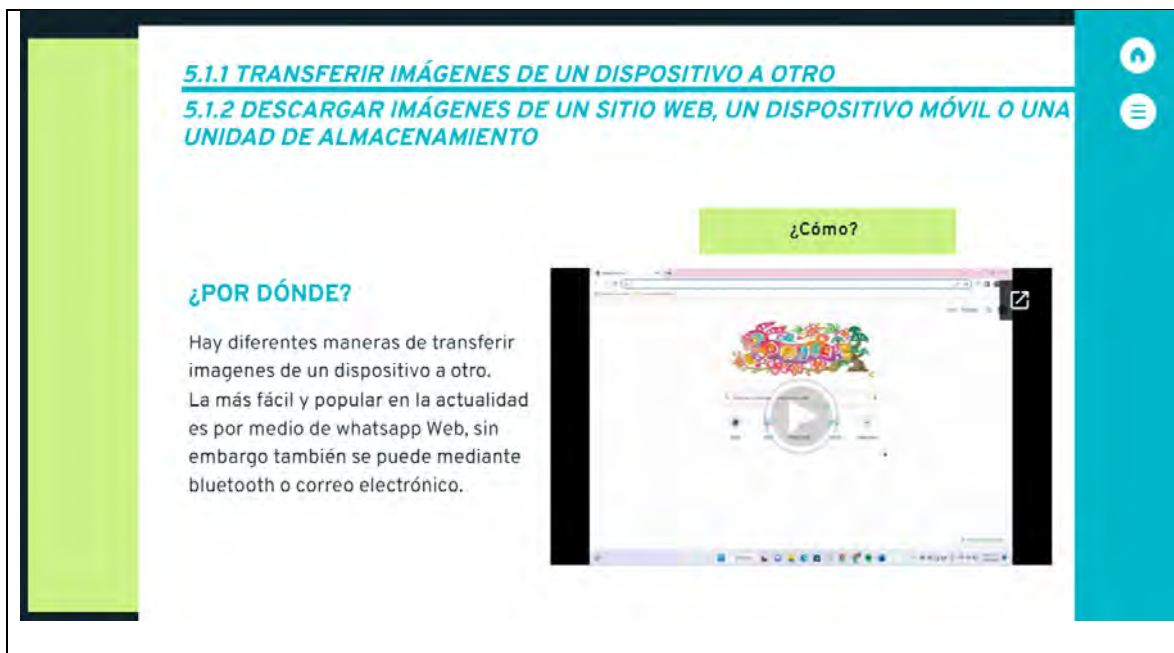 5.1.1 TRANSFERIR IMÁGENES DE UN DISPOSITIVO A OTRO
5.1.2 DESCARGAR IMÁGENES DE UN SITIO WEB, UN DISPOSITIVO MÓVIL O UNA
UNIDAD DE ALMACENAMIENTO
¿Cómo?
¿POR DÓNDE?
Hay diferentes maneras de transferir
imagenes de un dispositivo a otro.
La más fácil y popular en la actualidad
es por medio de whatsapp Web, sin
embargo también se puede mediante
bluetooth o correo electrónico.